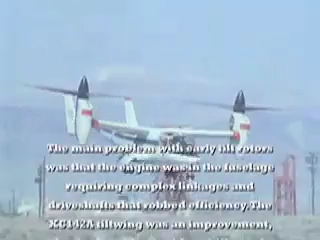 The main problem with early tilt rotors
was that the engine was in the fuselage
requiring complex linkages and
driveshafts that robbed efficiency.The
XC142A tiltwing was an improvement,